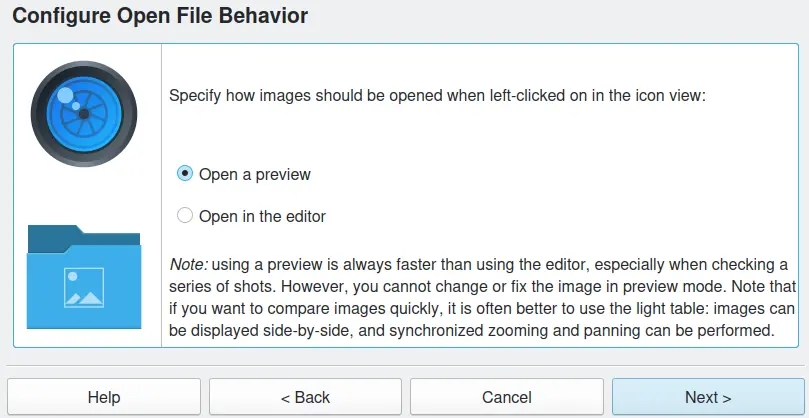 Configure Open File Behavior
Specify how images should be opened when left-clicked on in the icon view:
Open a preview
Open in the editor
Note: using a preview is always faster than using the editor, especially when checking a
series of shots. However, you cannot change or fix the image in preview mode. Note that
if you want to compare images quickly, it is often better to use the light table: images can
be displayed side-by-side, and synchronized zooming and panning can be performed.
Help
< Back
Cancel
Next >